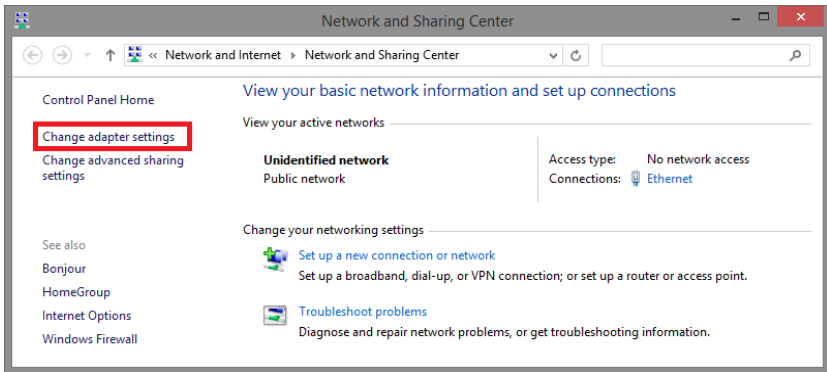 Network and Sharing Center
« Network and Internet ▸ Network and Sharing Center
Control Panel Home
Change adapter settings
Change advanced sharing
settings
See also
Bonjour
HomeGroup
Internet Options
Windows Firewall
View your basic network information and set up connections
View your active networks
Unidentified network
Public network
Access type: No network access
Connections: Ethernet
Change your networking settings
Set up a new connection or network
Set up a broadband, dial-up, or VPN connection; or set up a router or access point.
Troubleshoot problems
Diagnose and repair network problems, or get troubleshooting information.